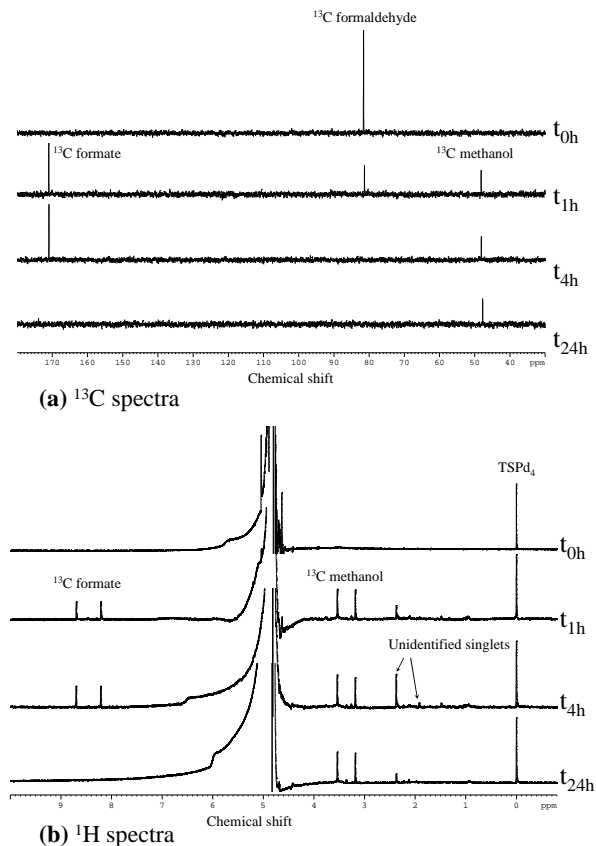 ¹³C formaldehyde
t₀ₕ
¹³C formate
¹³C methanol
t₁ₕ
t₄ₕ
t₂₄ₕ
170 160 150 140 130 120 110 100 90 80 70 60 50 40 ppm
Chemical shift
(a) ¹³C spectra
TSPd₄
t₀ₕ
¹³C formate
¹³C methanol
t₁ₕ
Unidentified singlets
t₄ₕ
t₂₄ₕ
9 8 7 6 5 4 3 2 1 0 ppm
Chemical shift
(b) ¹H spectra